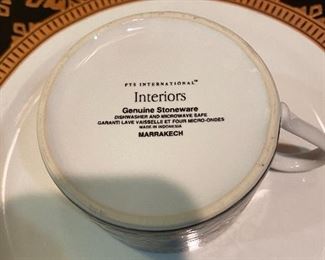 PTS INTERNATIONAL™
Interiors
Genuine Stoneware
DISHWASHER AND MICROWAVE SAFE
GARANTI LAVE VAISSELLE ET FOUR MICRO-ONDES
MADE IN INDONESIA
MARRAKECH